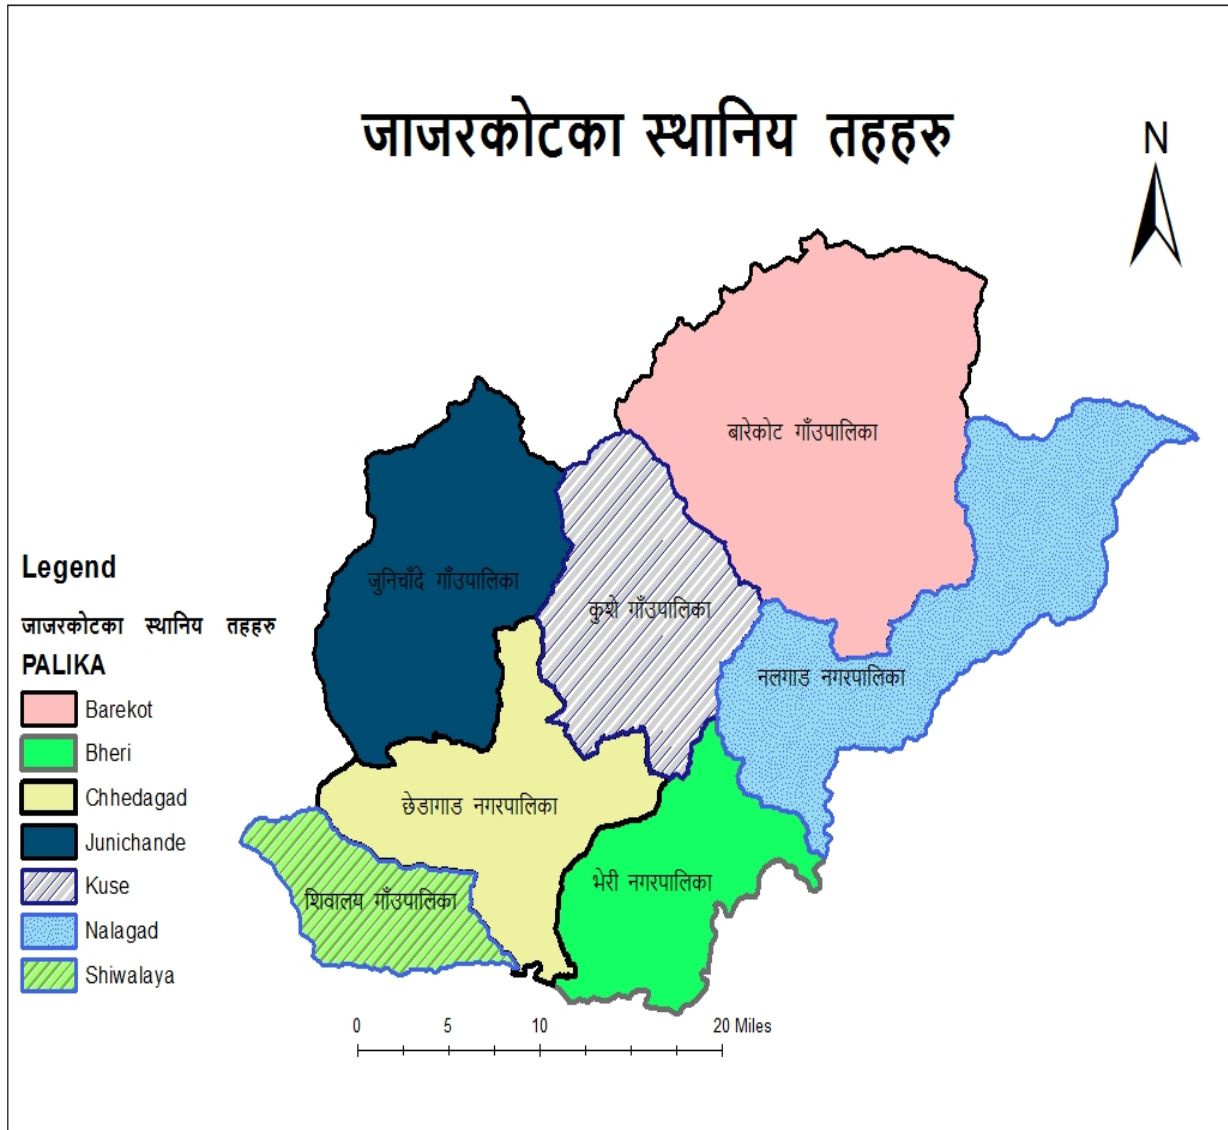 जाजरकोटका स्थानिय तहहरु
N
बारेकोट गाँउपालिका
जुनिचाँदे गाँउपालिका
कुशे गाँउपालिका
नलगाड नगरपालिका
छेडागाड नगरपालिका
भेरी नगरपालिका
शिवालय गाँउपालिका
Legend
जाजरकोटका स्थानिय तहहरु
PALIKA
Barekot
Bheri
Chhedagad
Junichande
Kuse
Nalagad
Shiwalaya
0 5 10 20 Miles